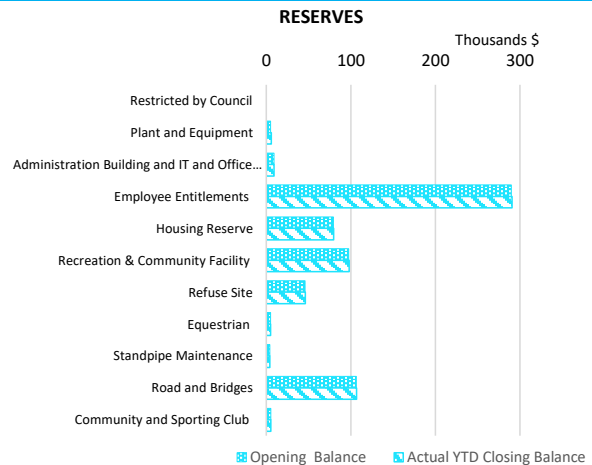 RESERVES
Thousands $
0 100 200 300
Restricted by Council
Plant and Equipment
Administration Building and IT and Office...
Employee Entitlements
Housing Reserve
Recreation & Community Facility
Refuse Site
Equestrian
Standpipe Maintenance
Road and Bridges
Community and Sporting Club
Opening Balance Actual YTD Closing Balance